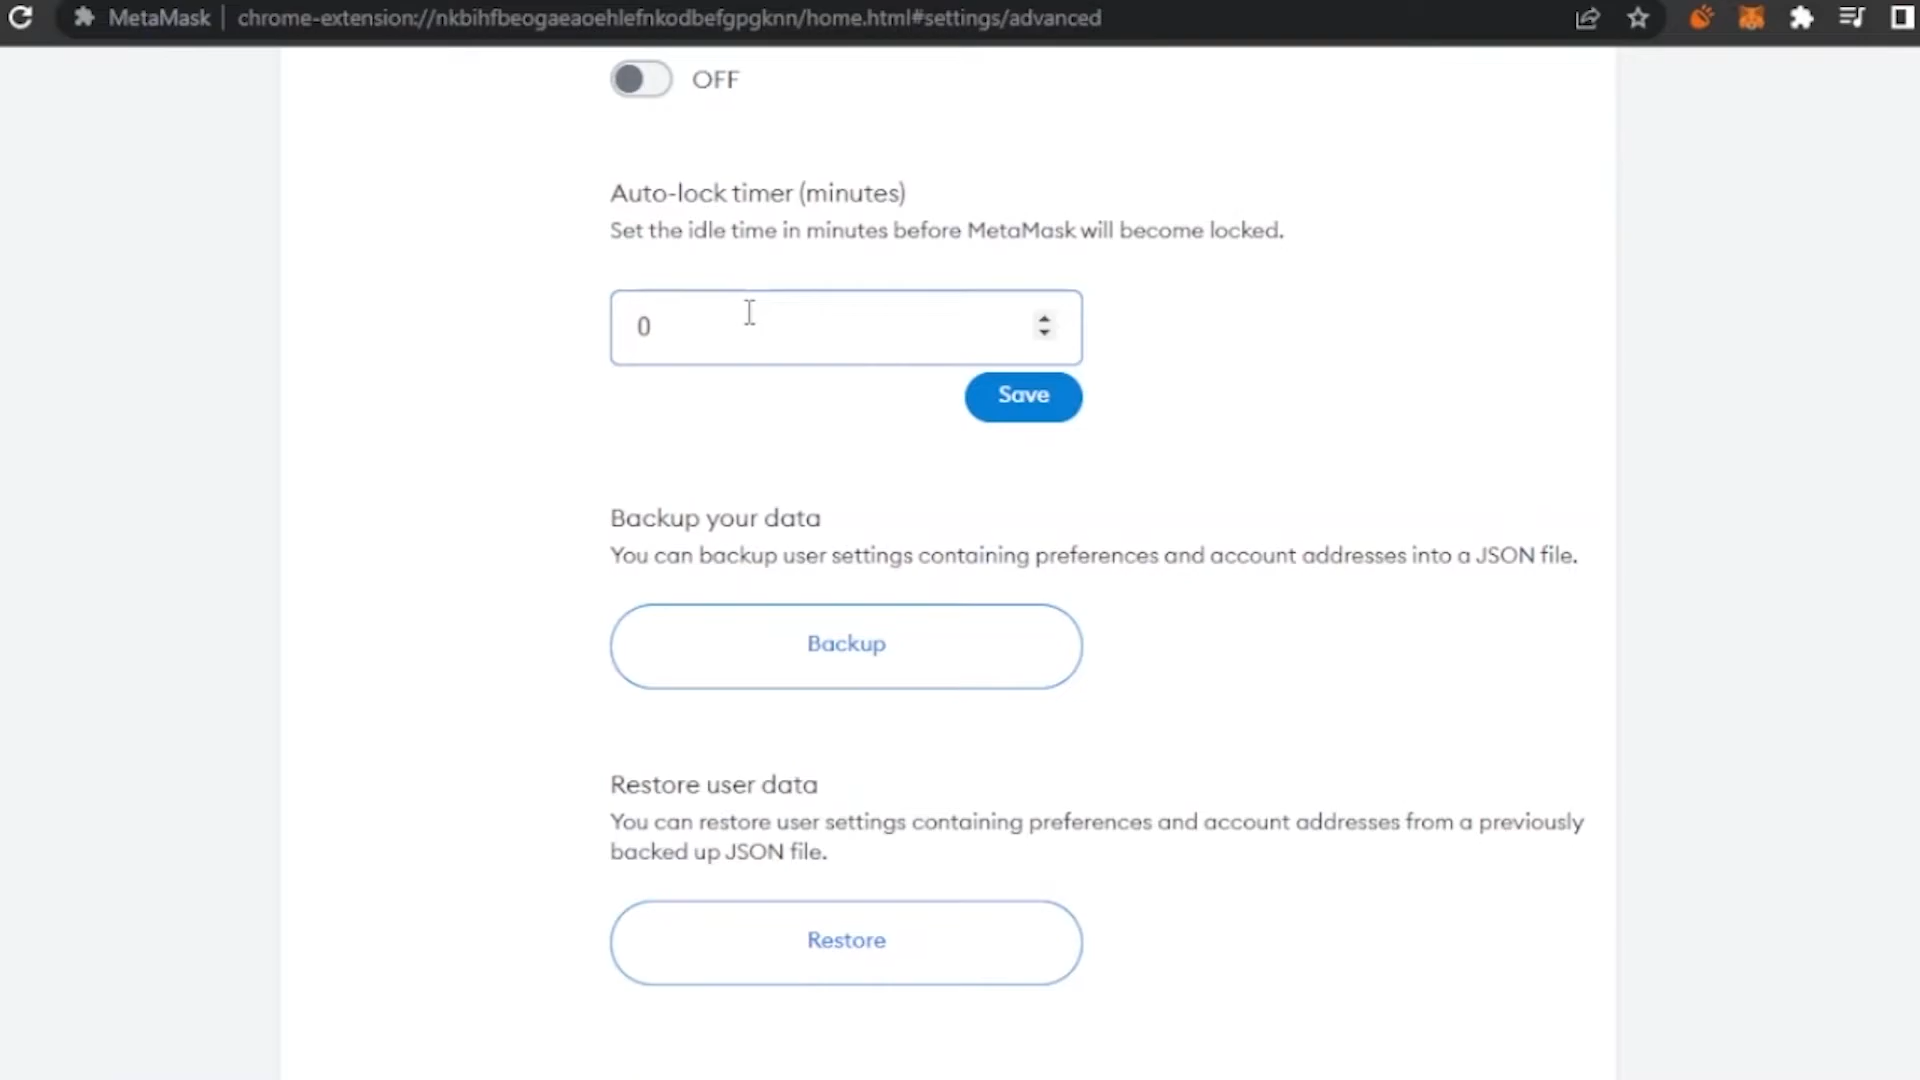 MetaMask | chrome-extension://nkbihfbeogaeaoehlefnkodbefgpgknn/home.html#settings/advanced
OFF
Auto-lock timer (minutes)
Set the idle time in minutes before MetaMask will become locked.
0
Save
Backup your data
You can backup user settings containing preferences and account addresses into a JSON file.
Backup
Restore user data
You can restore user settings containing preferences and account addresses from a previously
backed up JSON file.
Restore